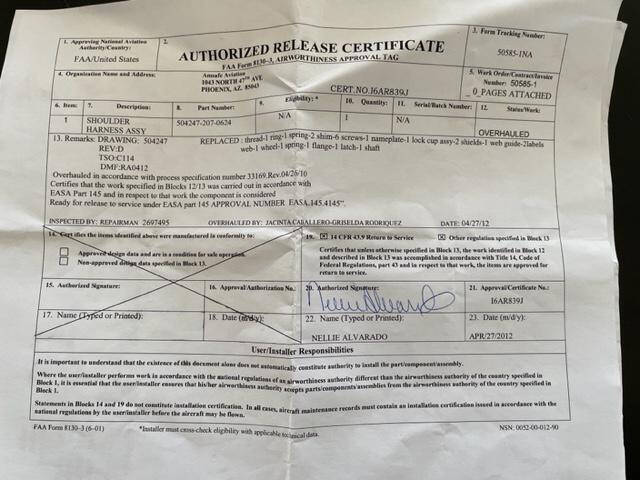 1. Approving National Aviation Authority/Country:
FAA/United States
2.
AUTHORIZED RELEASE CERTIFICATE
FAA Form 8130-3, AIRWORTHINESS APPROVAL TAG
3. Form Tracking Number:
50585-1NA
4. Organization Name and Address:
Amsafe Aviation
1043 NORTH 47TH AVE
PHOENIX, AZ. 85043
CERT.NO.16AR839J
5. Work Order/Contract/Invoice
Number: 50585-1
_0_PAGES ATTACHED
6. Item: 7. Description: 8. Part Number: 9. Eligibility:* 10. Quantity: 11. Serial/Batch Number: 12. Status/Work:
1 SHOULDER HARNESS ASSY 504247-207-0624 N/A 1 N/A OVERHAULED
13. Remarks: DRAWING: 504247 REPLACED : thread-1 ring-1 spring-2 shim-6 screws-1 nameplate-1 lock cup assy-2 shields-1 web guide-2labels
REV:D web-1 wheel-1 spring-1 flange-1 latch-1 shaft
TSO:C114
DMF:RA0412
Overhauled in accordance with process specification number 33169.Rev.04/26/10
Certifies that the work specified in Blocks 12/13 was carried out in accordance with
EASA Part 145 and in respect to that work the component is considered
Ready for release to service under EASA part 145 APPROVAL NUMBER EASA.145.4145".
INSPECTED BY: REPAIRMAN 2697495 OVERHAULED BY: JACINTA CABALLERO-GRISELDA RODRIQUEZ DATE: 04/27/12
14. Certifies the items identified above were manufactured in conformity to:
Approved design data and are in a condition for safe operation.
Non-approved design data specified in Block 13.
19. ☒ 14 CFR 43.9 Return to Service ☒ Other regulation specified in Block 13
Certifies that unless otherwise specified in Block 13, the work identified in Block 12
and described in Block 13 was accomplished in accordance with Title 14, Code of
Federal Regulations, part 43 and in respect to that work, the items are approved for
return to service.
15. Authorized Signature: 16. Approval/Authorization No.: 20. Authorized Signature: 21. Approval/Certificate No.:
Nellie Alvarado
16AR839J
17. Name (Typed or Printed): 18. Date (m/d/y): 22. Name (Typed or Printed): 23. Date (m/d/y):
NELLIE ALVARADO APR/27/2012
User/Installer Responsibilities
It is important to understand that the existence of this document alone does not automatically constitute authority to install the part/component/assembly.
Where the user/installer performs work in accordance with the national regulations of an airworthiness authority different than the airworthiness authority of the country specified in
Block 1, it is essential that the user/installer ensures that his/her airworthiness authority accepts parts/components/assemblies from the airworthiness authority of the country specified in
Block 1.
Statements in Blocks 14 and 19 do not constitute installation certification. In all cases, aircraft maintenance records must contain an installation certification issued in accordance with the
national regulations by the user/installer before the aircraft may be flown.
FAA Form 8130-3 (6-01) *Installer must cross-check eligibility with applicable technical data. NSN: 0052-00-012-90